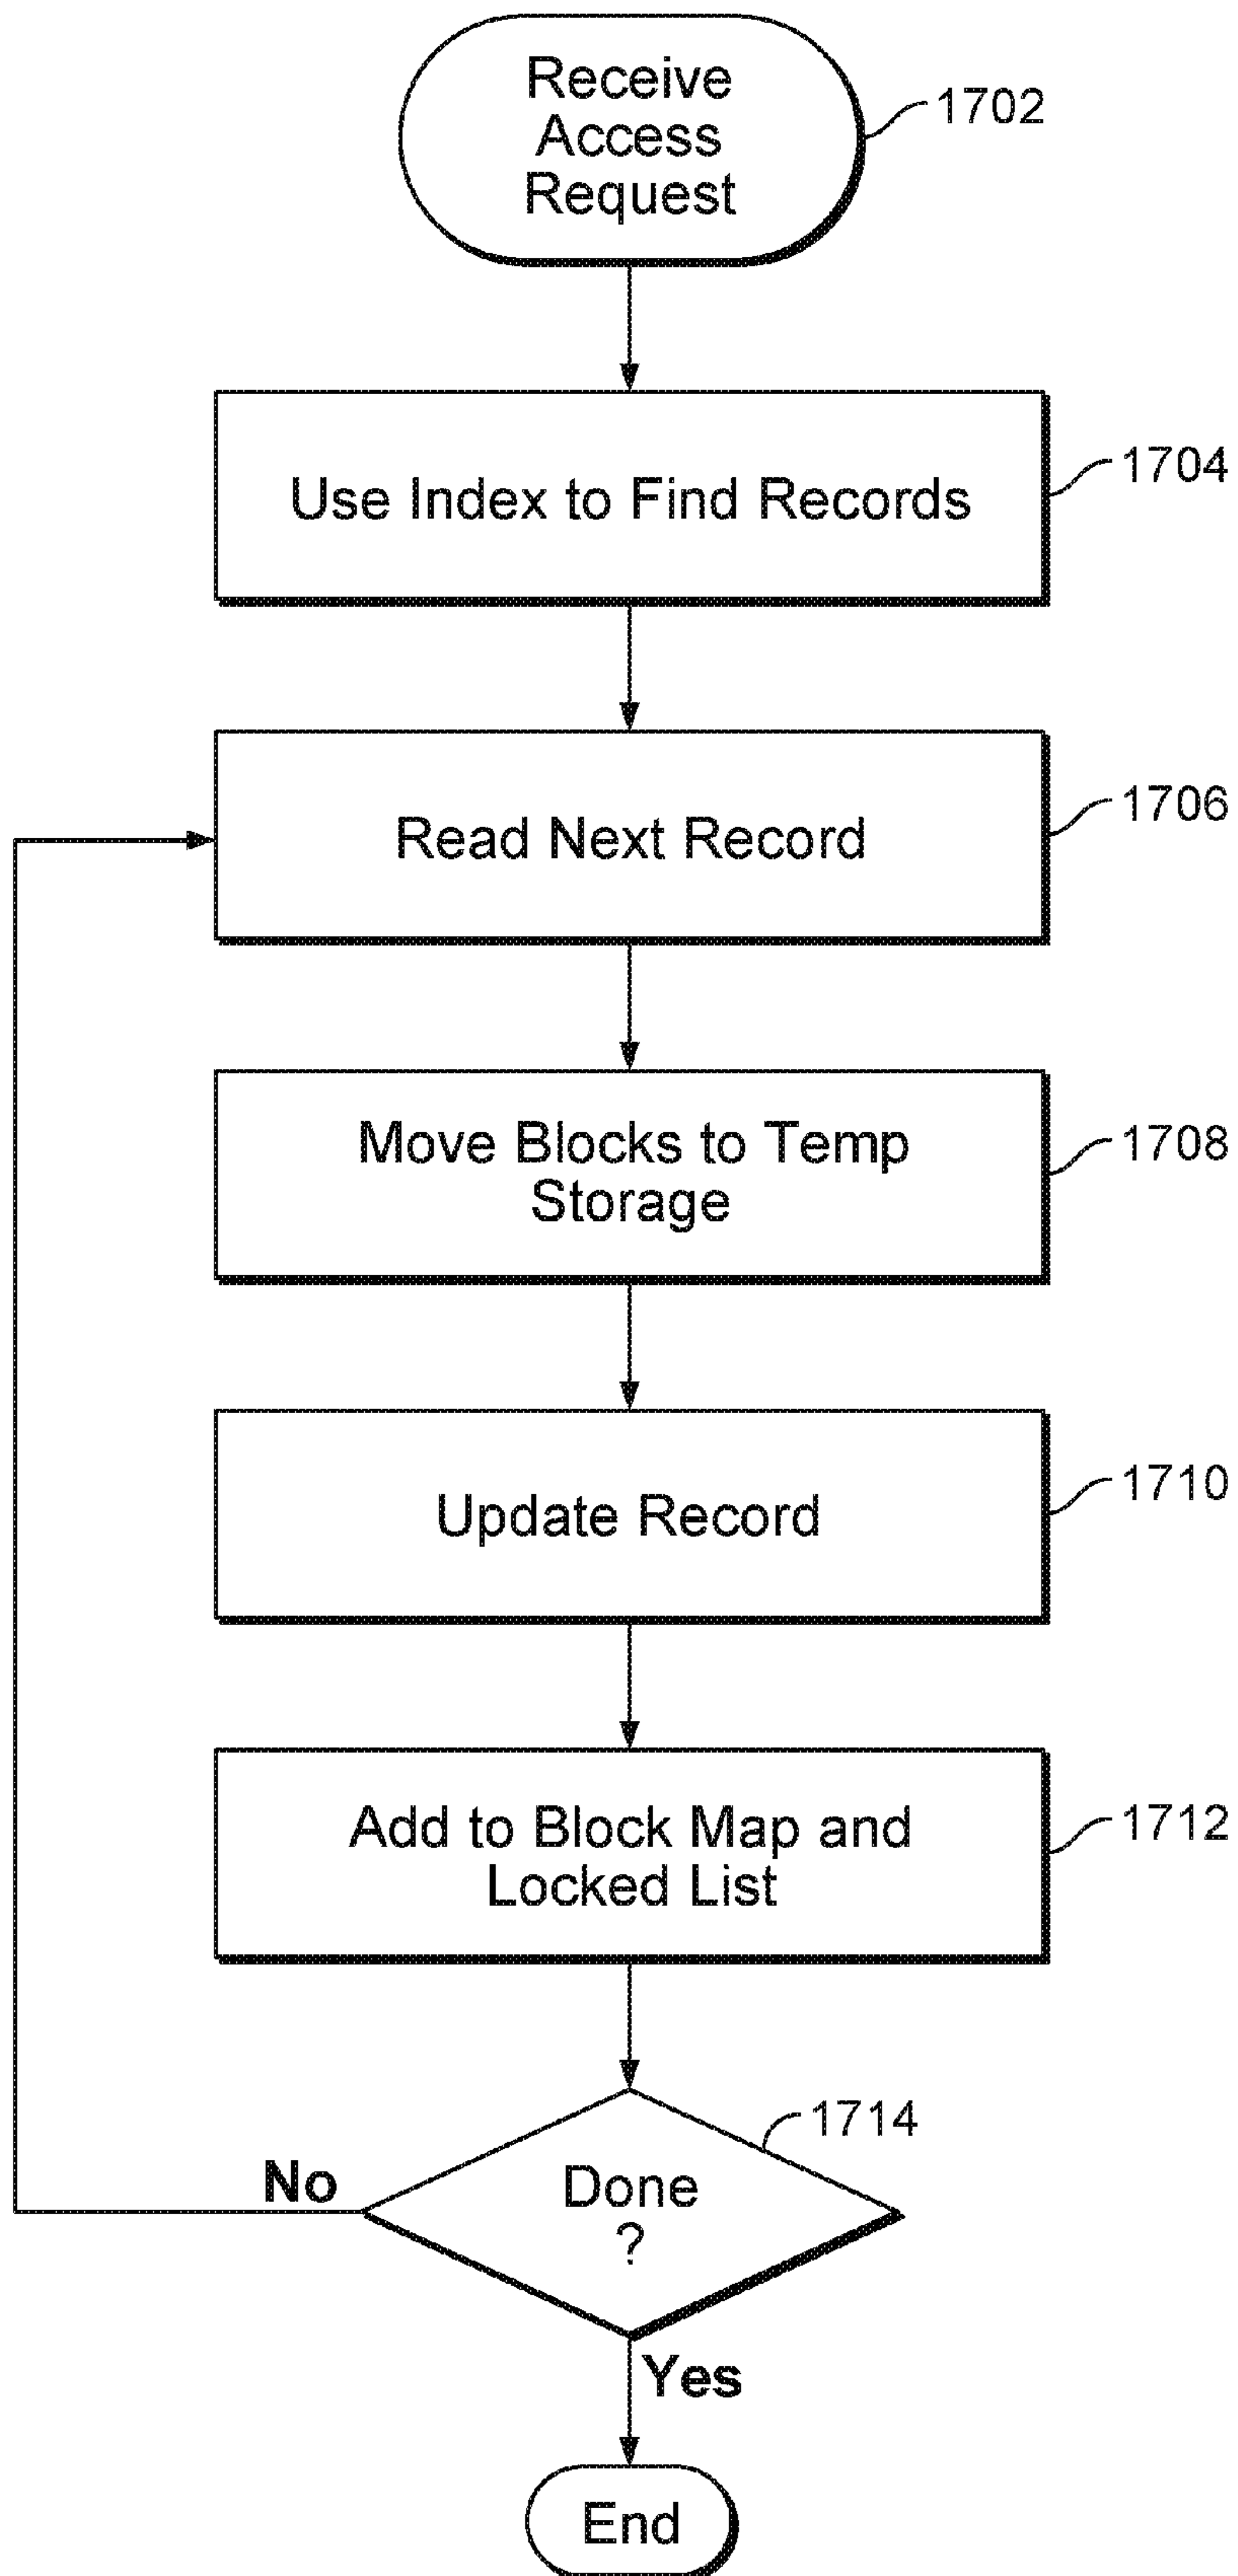 Receive
Access
Request
1702
Use Index to Find Records
1704
Read Next Record
1706
Move Blocks to Temp
Storage
1708
Update Record
1710
Add to Block Map and
Locked List
1712
Done
?
1714
No
Yes
End